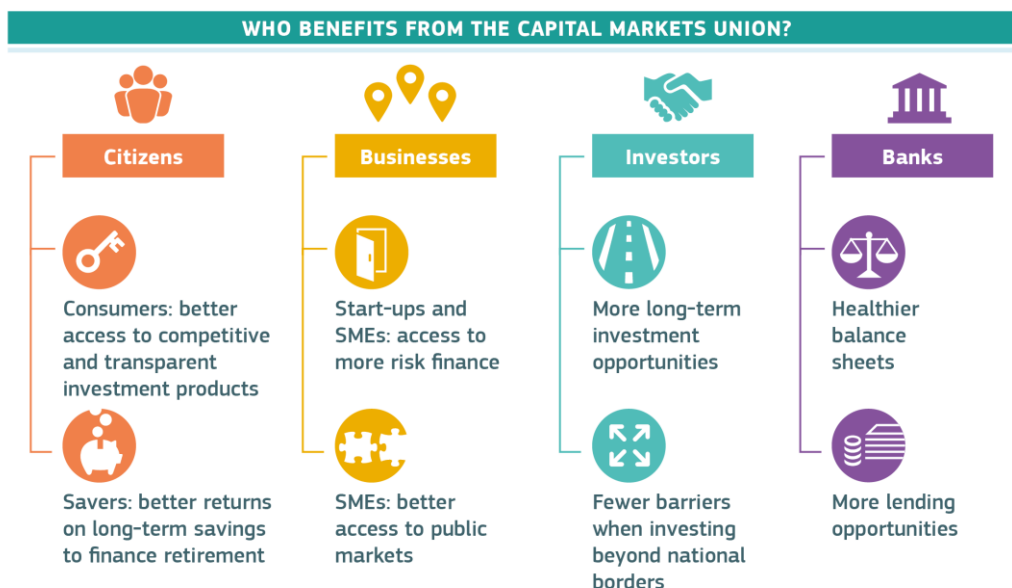 WHO BENEFITS FROM THE CAPITAL MARKETS UNION?
Citizens
Consumers: better
access to competitive
and transparent
investment products
Savers: better returns
on long-term savings
to finance retirement
Businesses
Start-ups and
SMEs: access to
more risk finance
SMEs: better
access to public
markets
Investors
More long-term
investment
opportunities
Fewer barriers
when investing
beyond national
borders
Banks
Healthier
balance
sheets
More lending
opportunities